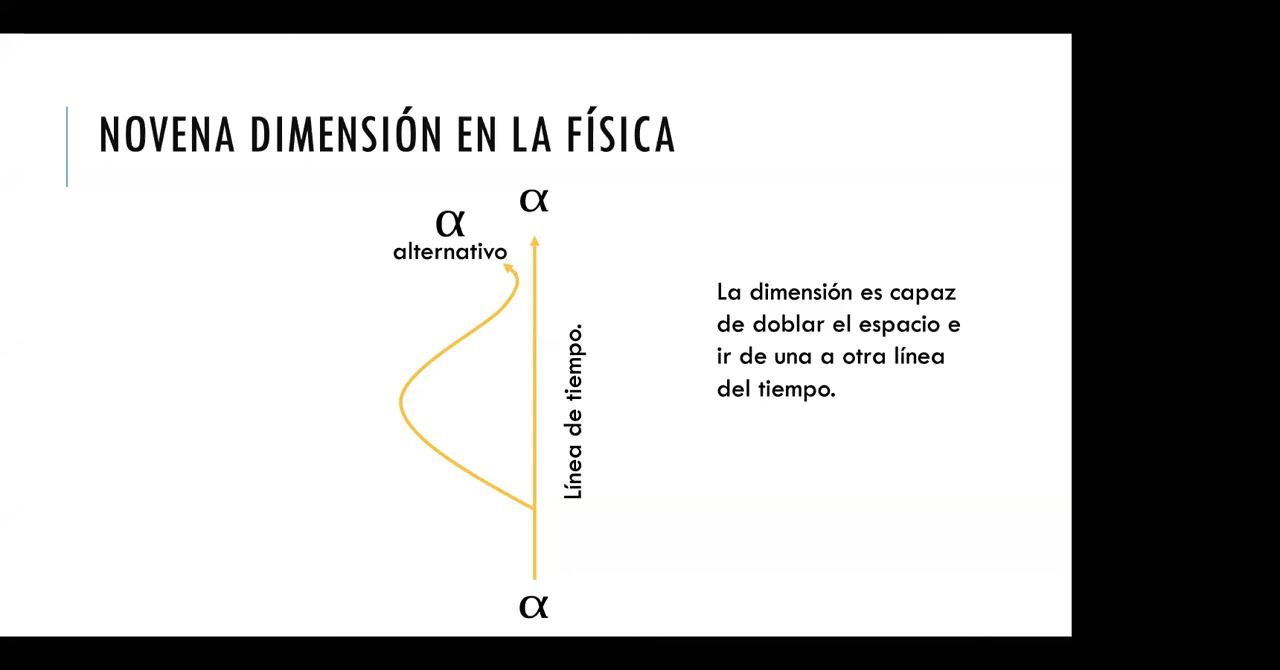 NOVENA DIMENSIÓN EN LA FÍSICA
α
α
alternativo
Línea de tiempo.
La dimensión es capaz
de doblar el espacio e
ir de una a otra línea
del tiempo.
α